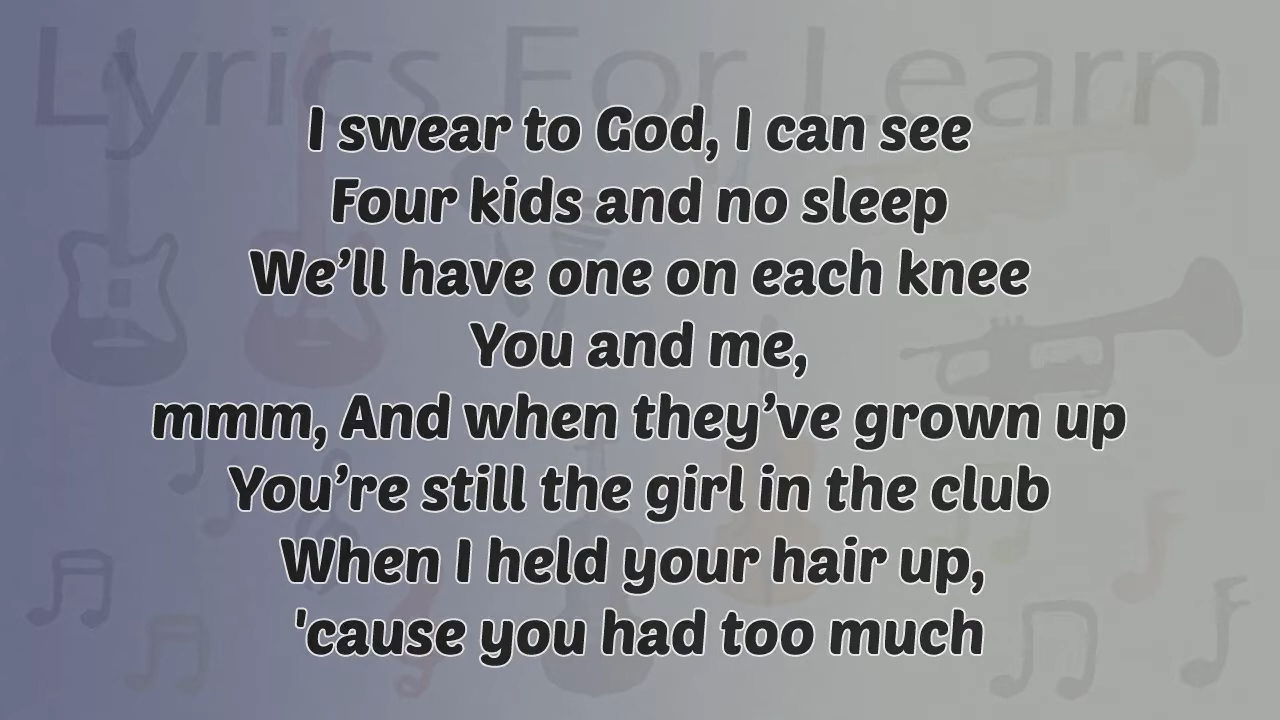 Lyrics For Learn
I swear to God, I can see
Four kids and no sleep
We’ll have one on each knee
You and me,
mmm, And when they’ve grown up
You’re still the girl in the club
When I held your hair up,
'cause you had too much